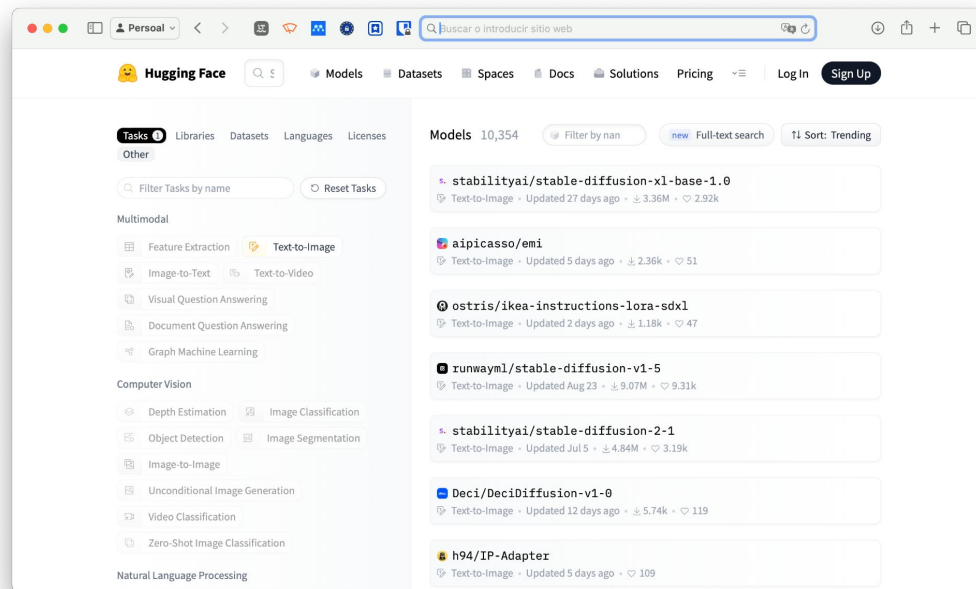 Persoal
Buscar o introducir sitio web
Hugging Face
S
Models
Datasets
Spaces
Docs
Solutions
Pricing
Log In
Sign Up
Tasks 1
Libraries
Datasets
Languages
Licenses
Other
Filter Tasks by name
Reset Tasks
Multimodal
Feature Extraction
Text-to-Image
Image-to-Text
Text-to-Video
Visual Question Answering
Document Question Answering
Graph Machine Learning
Computer Vision
Depth Estimation
Image Classification
Object Detection
Image Segmentation
Image-to-Image
Unconditional Image Generation
Video Classification
Zero-Shot Image Classification
Natural Language Processing
Models 10,354
Filter by nan
new Full-text search
Sort: Trending
s. stabilityai/stable-diffusion-xl-base-1.0
Text-to-Image • Updated 27 days ago • 3.36M • 2.92k
aipicasso/emi
Text-to-Image • Updated 5 days ago • 2.36k • 51
ostris/ikea-instructions-lora-sdxl
Text-to-Image • Updated 2 days ago • 1.18k • 47
runwayml/stable-diffusion-v1-5
Text-to-Image • Updated Aug 23 • 9.07M • 9.31k
s. stabilityai/stable-diffusion-2-1
Text-to-Image • Updated Jul 5 • 4.84M • 3.19k
Deci/DeciDiffusion-v1-0
Text-to-Image • Updated 12 days ago • 5.74k • 119
h94/IP-Adapter
Text-to-Image • Updated 5 days ago • 109